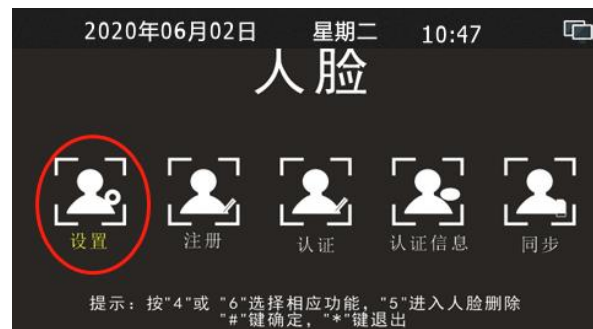 2020年06月02日 星期二 10:47
人脸
设置 注册 认证 认证信息 同步
提示：按"4"或 "6"选择相应功能，"5"进入人脸删除
"#"键确定，"*"键退出